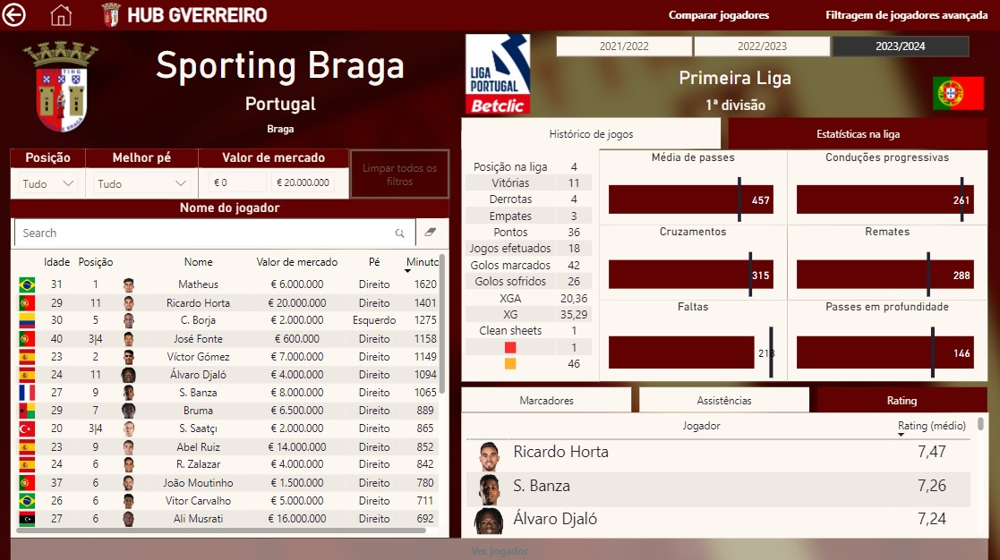 HUB GVERREIRO
Comparar jogadores
Filtragem de jogadores avançada
SPORTING
DE BRAGA
Sporting Braga
Portugal
Braga
LIGA
PORTUGAL
Betclic
2021/2022 2022/2023 2023/2024
Primeira Liga
1ª divisão
Posição Melhor pé Valor de mercado
Tudo Tudo € 0 € 20.000.000
Limpar todos os
filtros
Nome do jogador
Search
Idade Posição Nome Valor de mercado Pé Minuto
31 1 Matheus € 6.000.000 Direito 1620
29 11 Ricardo Horta € 20.000.000 Direito 1401
30 5 C. Borja € 2.000.000 Esquerdo 1275
40 3|4 José Fonte € 600.000 Direito 1158
23 2 Víctor Gómez € 7.000.000 Direito 1149
24 11 Álvaro Djaló € 4.000.000 Direito 1094
27 9 S. Banza € 8.000.000 Direito 1065
29 7 Bruma € 6.500.000 Direito 889
20 3|4 S. Saatçı € 2.000.000 Direito 865
23 9 Abel Ruiz € 14.000.000 Direito 852
24 6 R. Zalazar € 4.000.000 Direito 842
37 6 João Moutinho € 1.500.000 Direito 780
26 6 Vitor Carvalho € 5.000.000 Direito 711
27 6 Ali Musrati € 16.000.000 Direito 692
Histórico de jogos
Estatísticas na liga
Posição na liga 4
Vitórias 11
Derrotas 4
Empates 3
Pontos 36
Jogos efetuados 18
Golos marcados 42
Golos sofridos 26
XGA 20,36
XG 35,29
Clean sheets 1
1
46
Média de passes
457
Conduções progressivas
261
Cruzamentos
315
Remates
288
Faltas
213
Passes em profundidade
146
Marcadores Assistências Rating
Jogador Rating (médio)
Ricardo Horta 7,47
S. Banza 7,26
Álvaro Djaló 7,24
Ver jogador